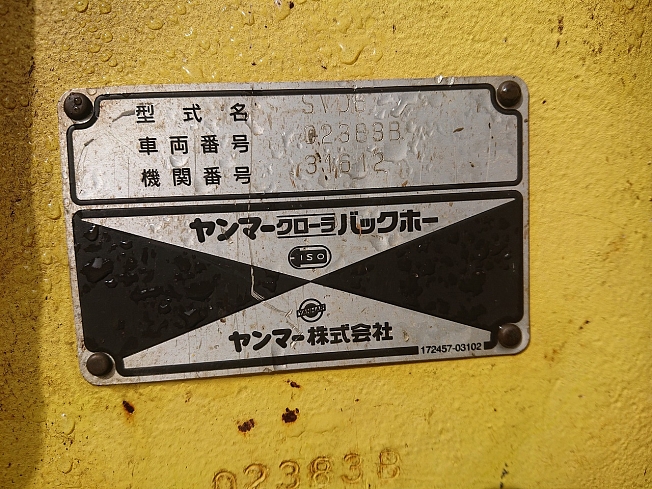 型式名 SV08
車両番号 02383B
機関番号 31612
ヤンマークローラバックホー
ISO
YANMAR
ヤンマー株式会社
172457-03102
02383B